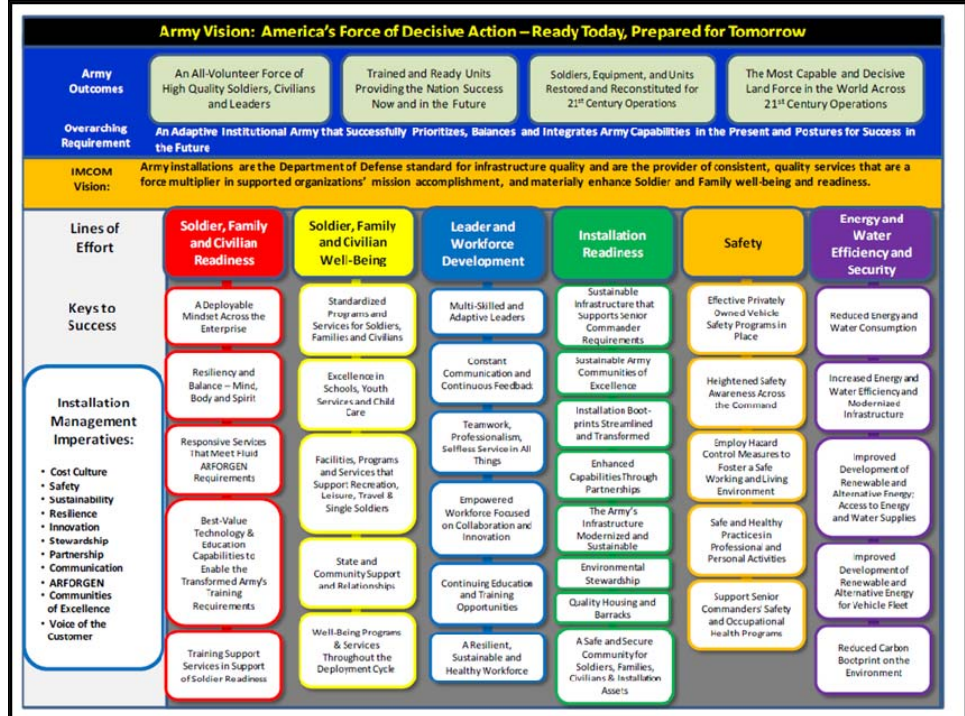 Army Vision: America's Force of Decisive Action – Ready Today, Prepared for Tomorrow
Army
Outcomes
An All-Volunteer Force of
High Quality Soldiers, Civilians
and Leaders
Trained and Ready Units
Providing the Nation Success
Now and in the Future
Soldiers, Equipment, and Units
Restored and Reconstituted for
21st Century Operations
The Most Capable and Decisive
Land Force in the World Across
21st Century Operations
Overarching
Requirement
An Adaptive Institutional Army that Successfully Prioritizes, Balances and Integrates Army Capabilities in the Present and Postures for Success in
the Future
IMCOM
Vision:
Army installations are the Department of Defense standard for infrastructure quality and are the provider of consistent, quality services that are a
force multiplier in supported organizations' mission accomplishment, and materially enhance Soldier and Family well-being and readiness.
Lines of
Effort
Soldier, Family
and Civilian
Readiness
Soldier, Family
and Civilian
Well-Being
Leader and
Workforce
Development
Installation
Readiness
Safety
Energy and
Water
Efficiency and
Security
Keys to
Success
Installation
Management
Imperatives:
• Cost Culture
• Safety
• Sustainability
• Resilience
• Innovation
• Stewardship
• Partnership
• Communication
• ARFORGEN
• Communities
of Excellence
• Voice of the
Customer
A Deployable
Mindset Across the
Enterprise
Resiliency and
Balance – Mind,
Body and Spirit
Responsive Services
That Meet Fluid
ARFORGEN
Requirements
Best-Value
Technology &
Education
Capabilities to
Enable the
Transformed Army's
Training
Requirements
Training Support
Services in Support
of Soldier Readiness
Standardized
Programs and
Services for Soldiers,
Families and Civilians
Excellence in
Schools, Youth
Services and Child
Care
Facilities, Programs
and Services that
Support Recreation,
Leisure, Travel &
Single Soldiers
State and
Community Support
and Relationships
Well-Being Programs
& Services
Throughout the
Deployment Cycle
Multi-Skilled and
Adaptive Leaders
Constant
Communication and
Continuous Feedback
Teamwork,
Professionalism,
Selfless Service in All
Things
Empowered
Workforce Focused
on Collaboration and
Innovation
Continuing Education
and Training
Opportunities
A Resilient,
Sustainable and
Healthy Workforce
Sustainable
Infrastructure that
Supports Senior
Commander
Requirements
Sustainable Army
Communities of
Excellence
Installation Boot-
prints Streamlined
and Transformed
Enhanced
Capabilities Through
Partnerships
The Army's
Infrastructure
Modernized and
Sustainable
Environmental
Stewardship
Quality Housing and
Barracks
A Safe and Secure
Community for
Soldiers, Families,
Civilians & Installation
Assets
Effective Privately
Owned Vehicle
Safety Programs in
Place
Heightened Safety
Awareness Across
the Command
Employ Hazard
Control Measures to
Foster a Safe
Working and Living
Environment
Safe and Healthy
Practices in
Professional and
Personal Activities
Support Senior
Commanders' Safety
and Occupational
Health Programs
Reduced Energy and
Water Consumption
Increased Energy and
Water Efficiency and
Modernized
Infrastructure
Improved
Development of
Renewable and
Alternative Energy;
Access to Energy
and Water Supplies
Improved
Development of
Renewable and
Alternative Energy
for Vehicle Fleet
Reduced Carbon
Bootprint on the
Environment